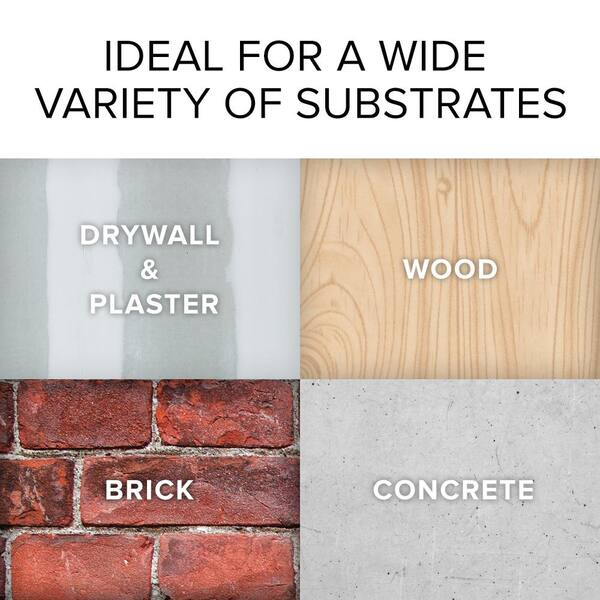 IDEAL FOR A WIDE
VARIETY OF SUBSTRATES
DRYWALL
&
PLASTER
WOOD
BRICK
CONCRETE